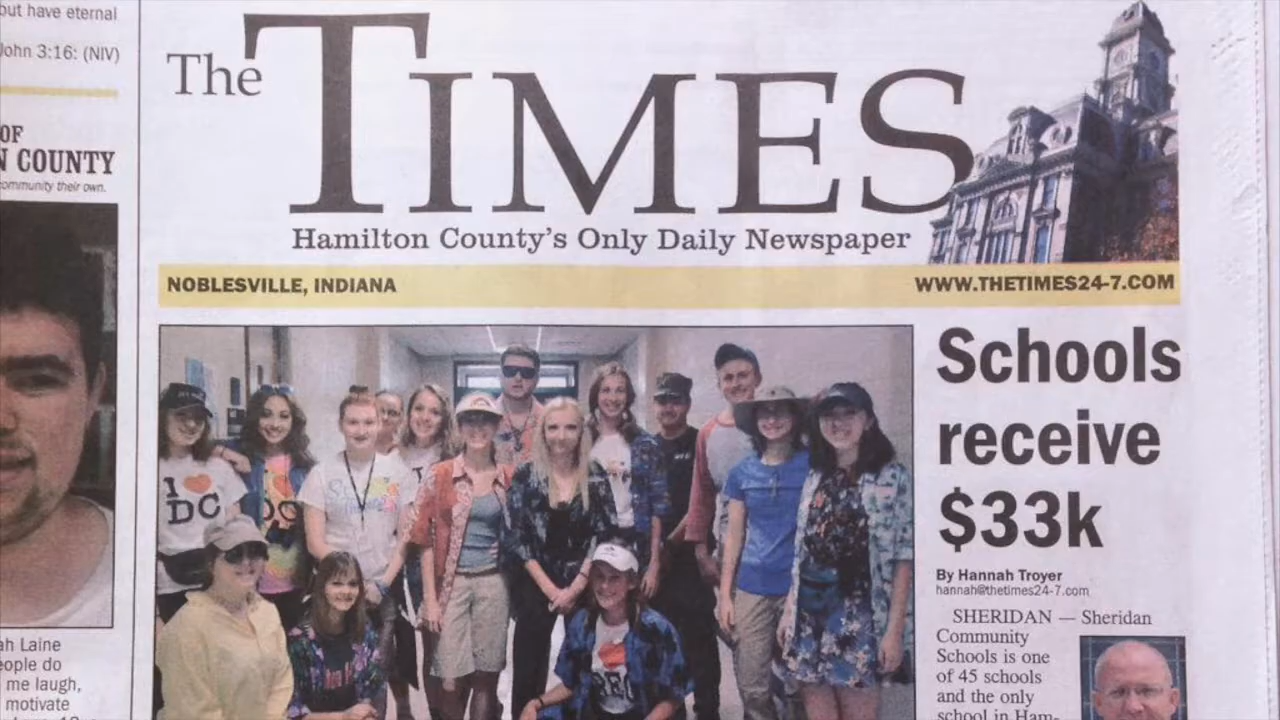 but have eternal
John 3:16: (NIV)
OF
N COUNTY
ommunity their own.
ah Laine
eople do
me laugh,
motivate
The TIMES
Hamilton County's Only Daily Newspaper
NOBLESVILLE, INDIANA
WWW.THETIMES24-7.COM
I
DC
Schools
receive
$33k
By Hannah Troyer
hannah@thetimes24-7.com
SHERIDAN — Sheridan
Community
Schools is one
of 45 schools
and the only
school in Ham-